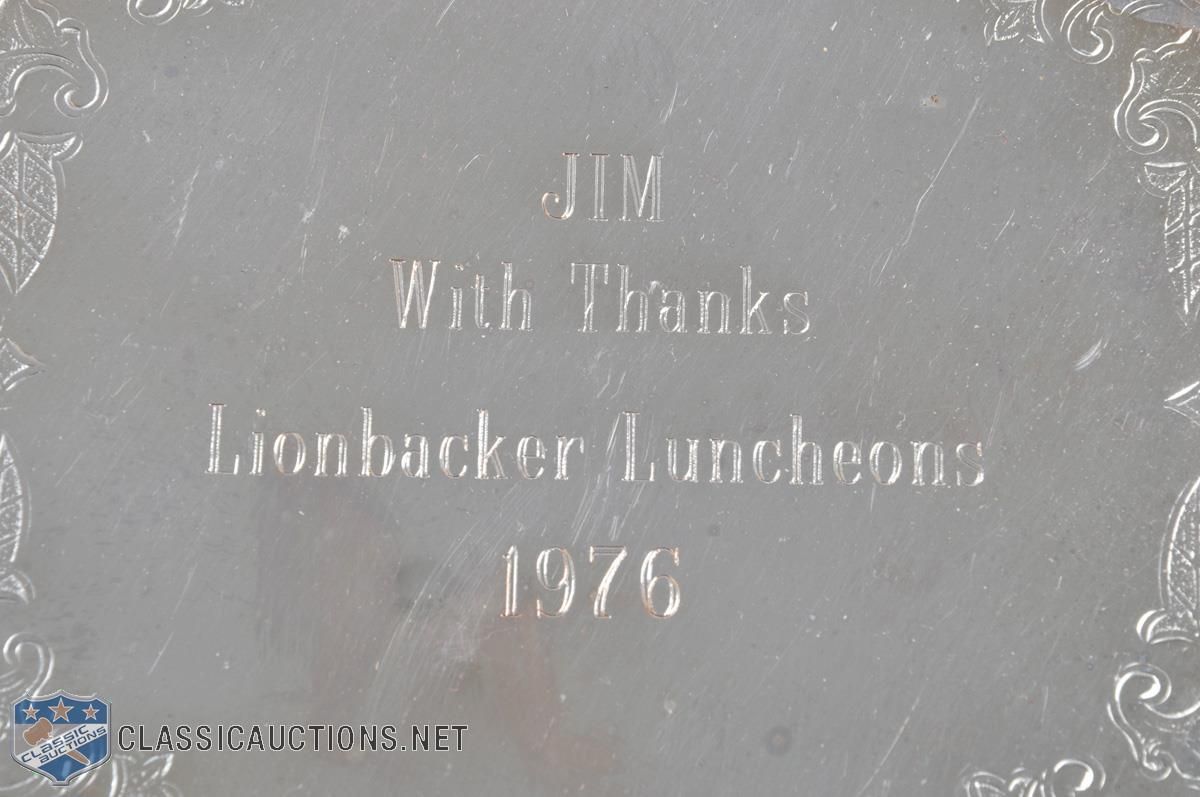 JIM
With Thanks
Lionbacker Luncheons
1976
CLASSIC
AUCTIONS
CLASSICAUCTIONS.NET